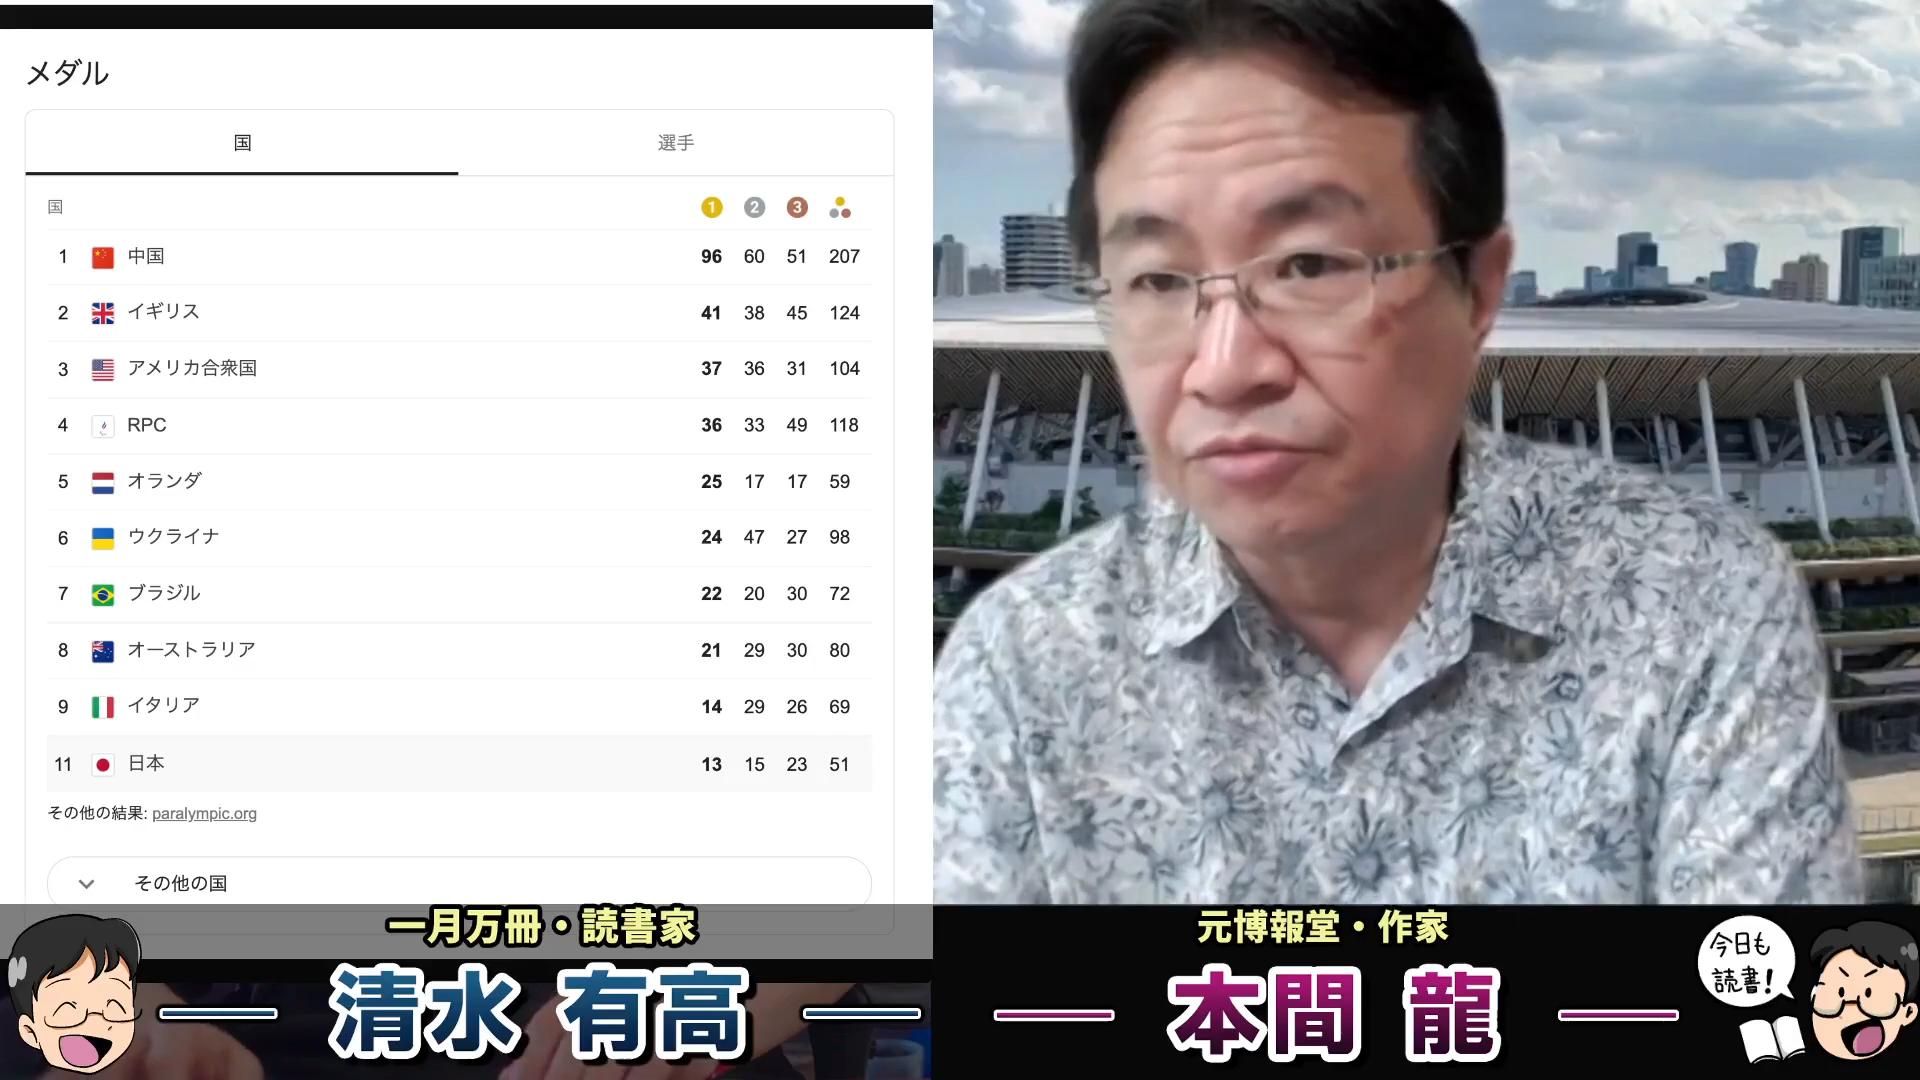 メダル
国 選手
国 1 2 3
1 中国 96 60 51 207
2 イギリス 41 38 45 124
3 アメリカ合衆国 37 36 31 104
4 RPC 36 33 49 118
5 オランダ 25 17 17 59
6 ウクライナ 24 47 27 98
7 ブラジル 22 20 30 72
8 オーストラリア 21 29 30 80
9 イタリア 14 29 26 69
11 日本 13 15 23 51
その他の結果: paralympic.org
その他の国
一月万冊・読書家
清水 有高
元博報堂・作家
本間 龍
今日も
読書!